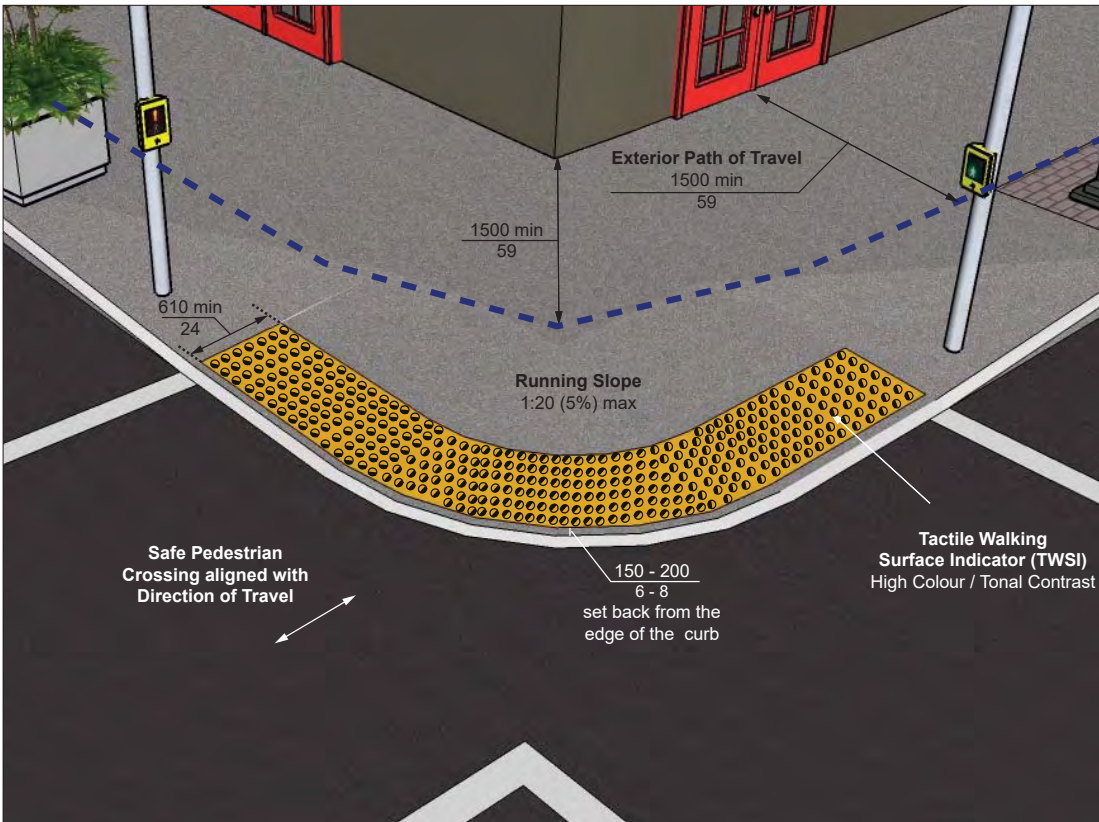 Exterior Path of Travel
1500 min
59
1500 min
59
610 min
24
Running Slope
1:20 (5%) max
Safe Pedestrian
Crossing aligned with
Direction of Travel
150 - 200
6 - 8
set back from the
edge of the curb
Tactile Walking
Surface Indicator (TWSI)
High Colour / Tonal Contrast